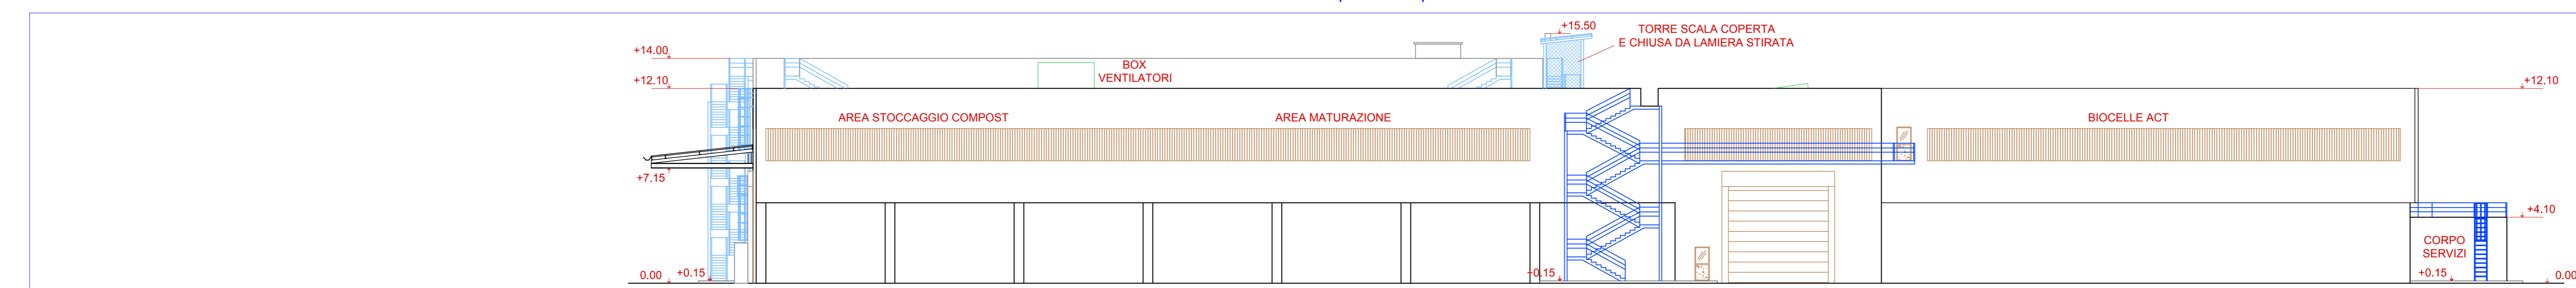 +15.50
TORRE SCALA COPERTA
E CHIUSA DA LAMIERA STIRATA
+14.00
BOX
VENTILATORI
+12.10
+12.10
AREA STOCCAGGIO COMPOST
AREA MATURAZIONE
BIOCELLE ACT
+7.15
+4.10
CORPO
SERVIZI
0.00
+0.15
+0.15
+0.15
0.00